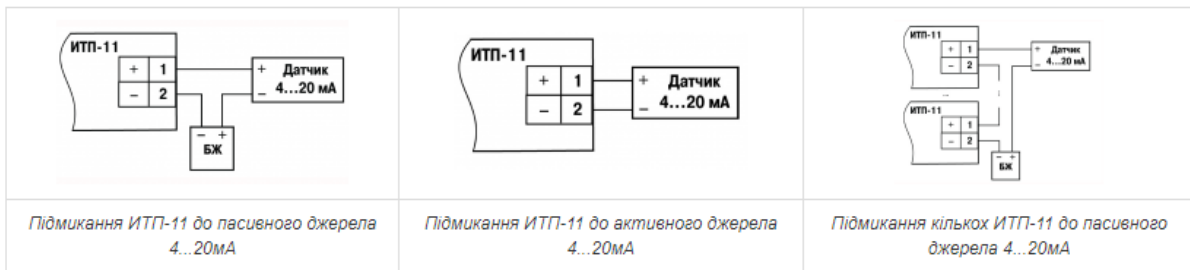 ИТП-11
+ 1
− 2
+ Датчик
− 4...20 мА
− +
БЖ
ИТП-11
+ 1
− 2
+ Датчик
− 4...20 мА
ИТП-11
+ 1
− 2
+ Датчик
− 4...20 мА
ИТП-11
+ 1
− 2
− +
БЖ
Підмикання ИТП-11 до пасивного джерела
4...20мА
Підмикання ИТП-11 до активного джерела
4...20мА
Підмикання кількох ИТП-11 до пасивного
джерела 4...20мА